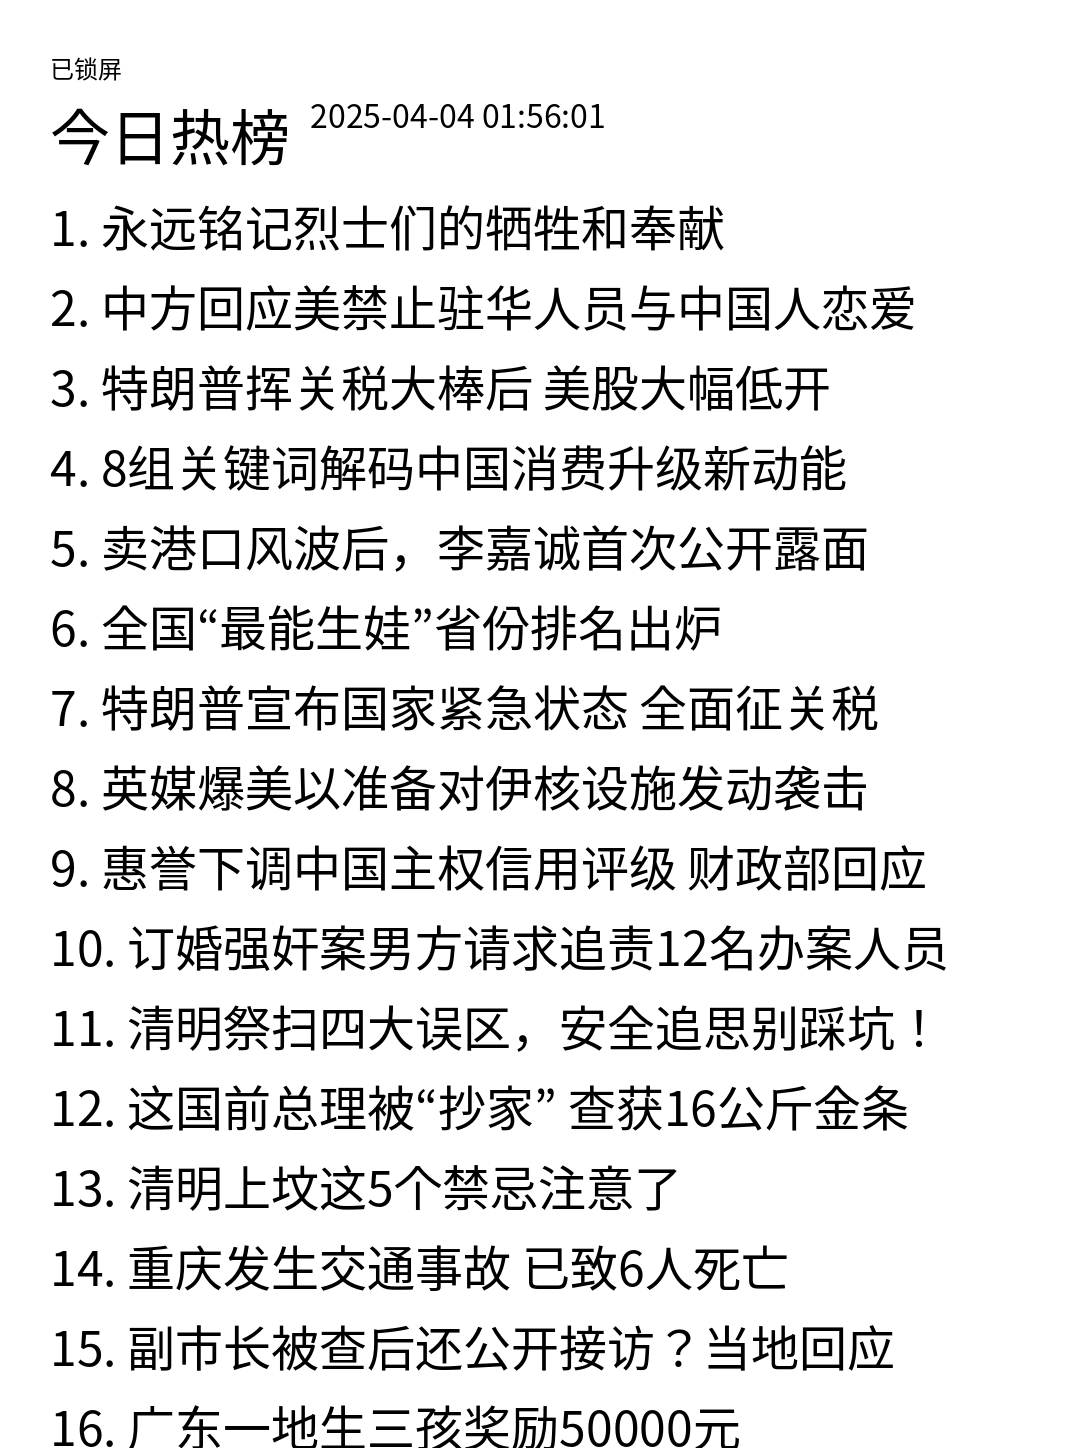 已锁屏
今日热榜 2025-04-04 01:56:01
1. 永远铭记烈士们的牺牲和奉献
2. 中方回应美禁止驻华人员与中国人恋爱
3. 特朗普挥关税大棒后 美股大幅低开
4. 8组关键词解码中国消费升级新动能
5. 卖港口风波后，李嘉诚首次公开露面
6. 全国“最能生娃”省份排名出炉
7. 特朗普宣布国家紧急状态 全面征关税
8. 英媒爆美以准备对伊核设施发动袭击
9. 惠誉下调中国主权信用评级 财政部回应
10. 订婚强奸案男方请求追责12名办案人员
11. 清明祭扫四大误区，安全追思别踩坑！
12. 这国前总理被“抄家” 查获16公斤金条
13. 清明上坟这5个禁忌注意了
14. 重庆发生交通事故 已致6人死亡
15. 副市长被查后还公开接访？当地回应
16. 广东一地生三孩奖励50000元